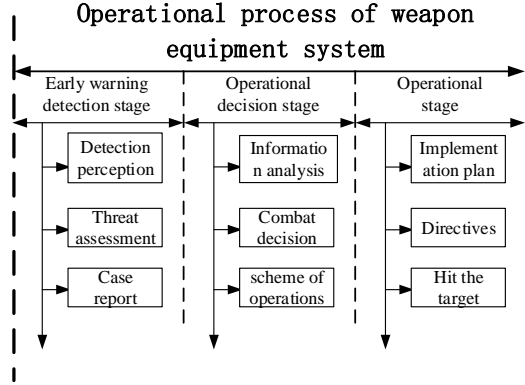 Operational process of weapon
equipment system
Early warning
detection stage
Operational
decision stage
Operational
stage
Detection
perception
Informatio
n analysis
Implement
ation plan
Threat
assessment
Combat
decision
Directives
Case
report
scheme of
operations
Hit the
target